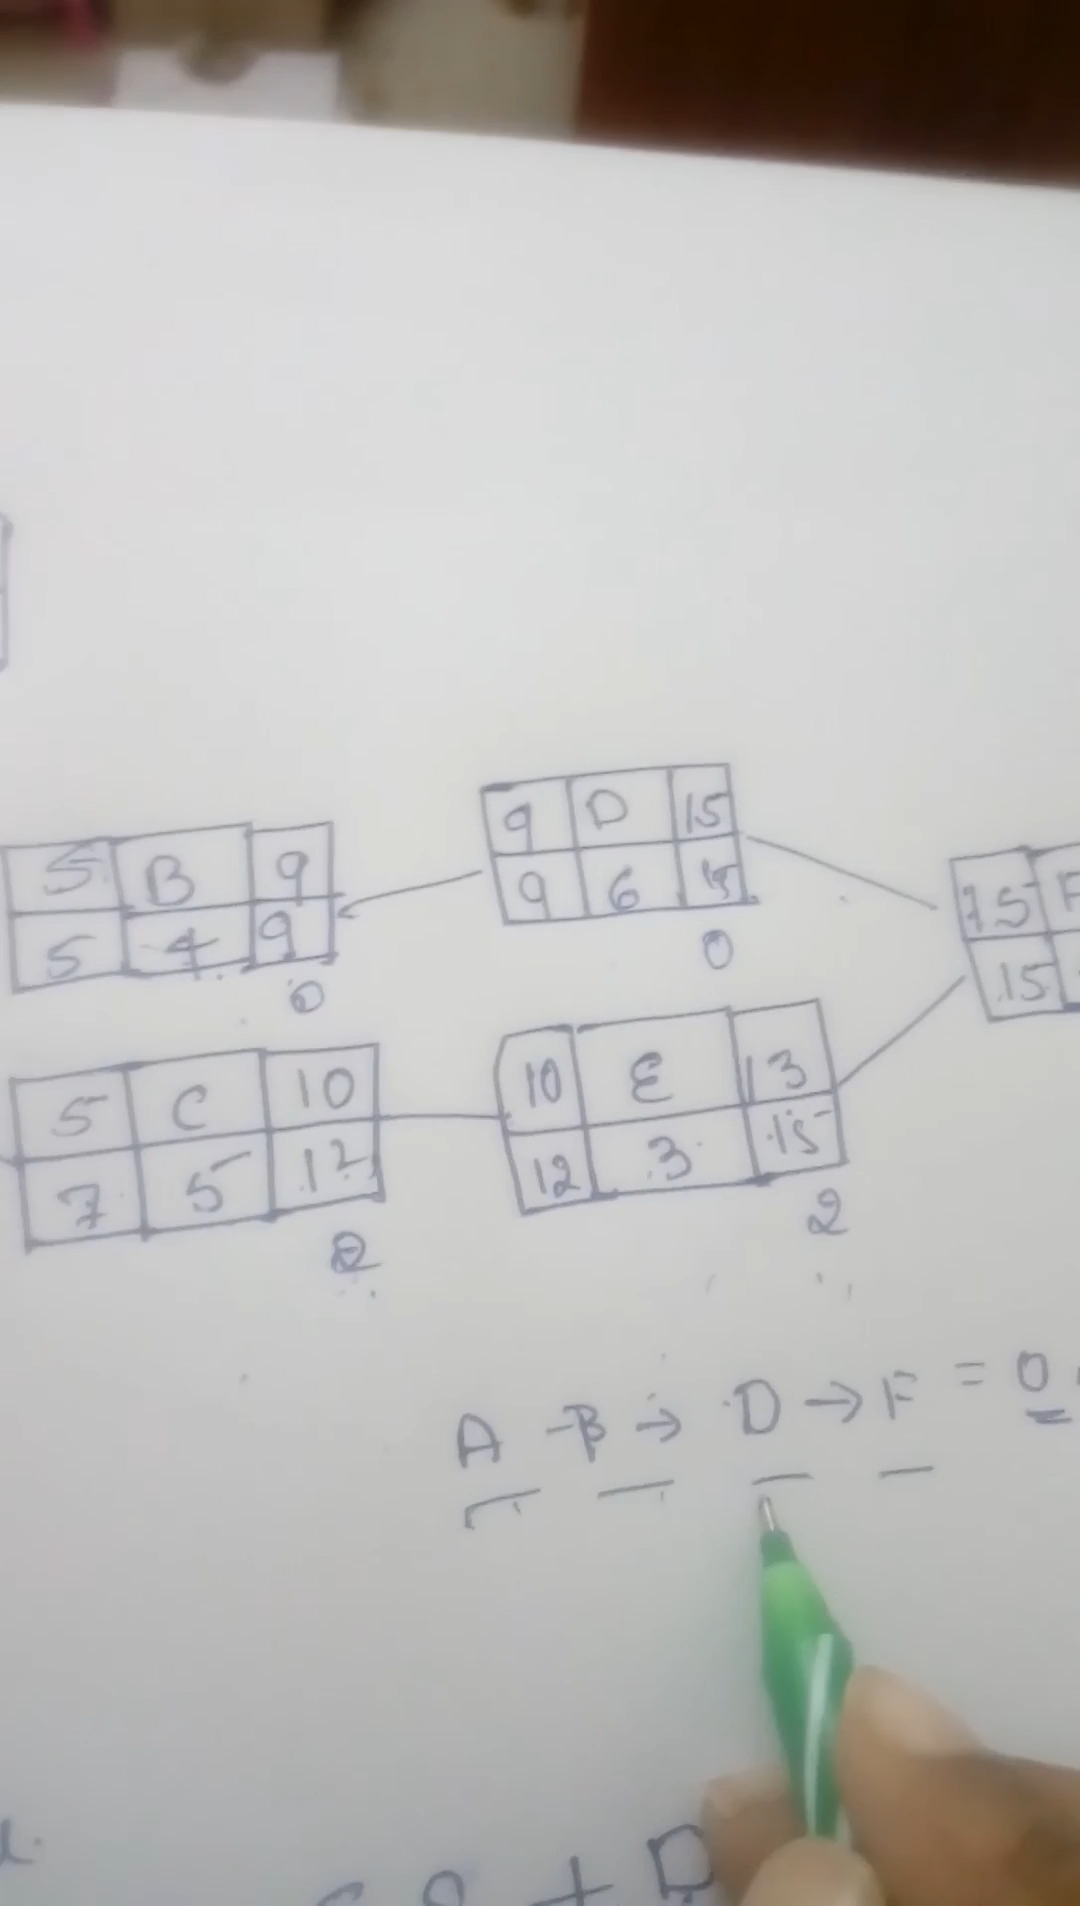 9 D 15
9 6 15
0
5 B 9
5 4 9
0
15 F
15
5 C 10
7 5 12
2
10 E 13
12 3 15
2
A - B → D → F = 0
+ D